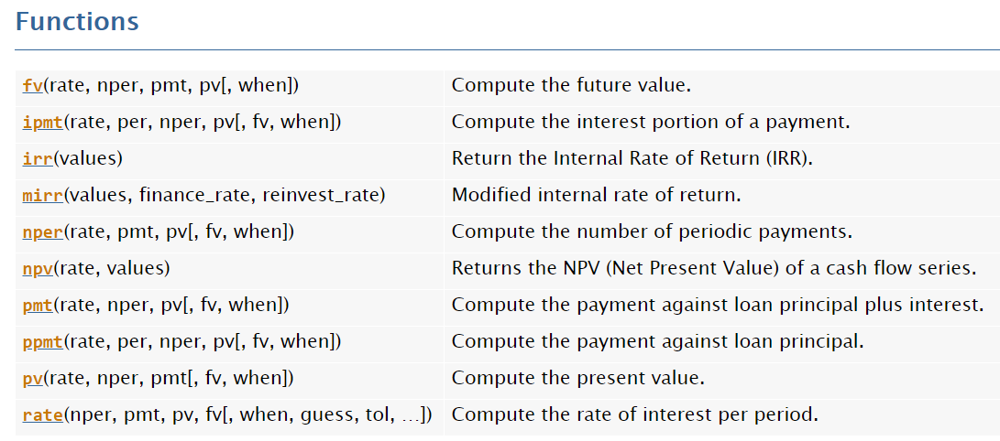 Functions
fv(rate, nper, pmt, pv[, when]) Compute the future value.
ipmt(rate, per, nper, pv[, fv, when]) Compute the interest portion of a payment.
irr(values) Return the Internal Rate of Return (IRR).
mirr(values, finance_rate, reinvest_rate) Modified internal rate of return.
nper(rate, pmt, pv[, fv, when]) Compute the number of periodic payments.
npv(rate, values) Returns the NPV (Net Present Value) of a cash flow series.
pmt(rate, nper, pv[, fv, when]) Compute the payment against loan principal plus interest.
ppmt(rate, per, nper, pv[, fv, when]) Compute the payment against loan principal.
pv(rate, nper, pmt[, fv, when]) Compute the present value.
rate(nper, pmt, pv, fv[, when, guess, tol, …]) Compute the rate of interest per period.